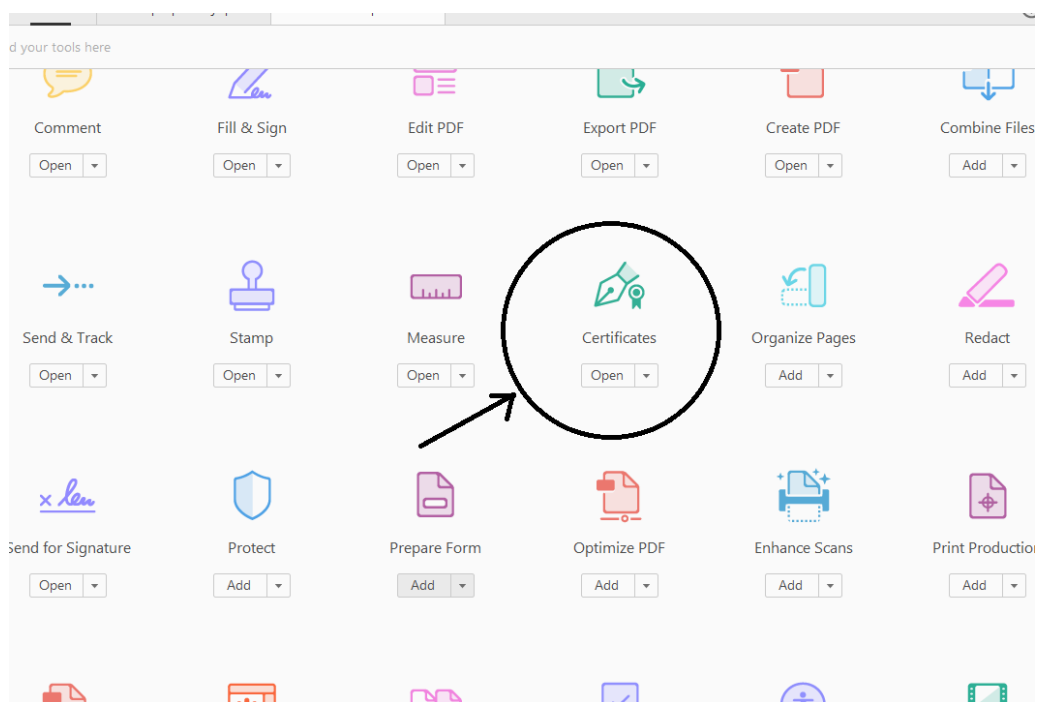 d your tools here
Comment Fill & Sign Edit PDF Export PDF Create PDF Combine Files
Open Open Open Open Open Add
Send & Track Stamp Measure Certificates Organize Pages Redact
Open Open Open Open Add Add
Send for Signature Protect Prepare Form Optimize PDF Enhance Scans Print Production
Open Add Add Add Add Add